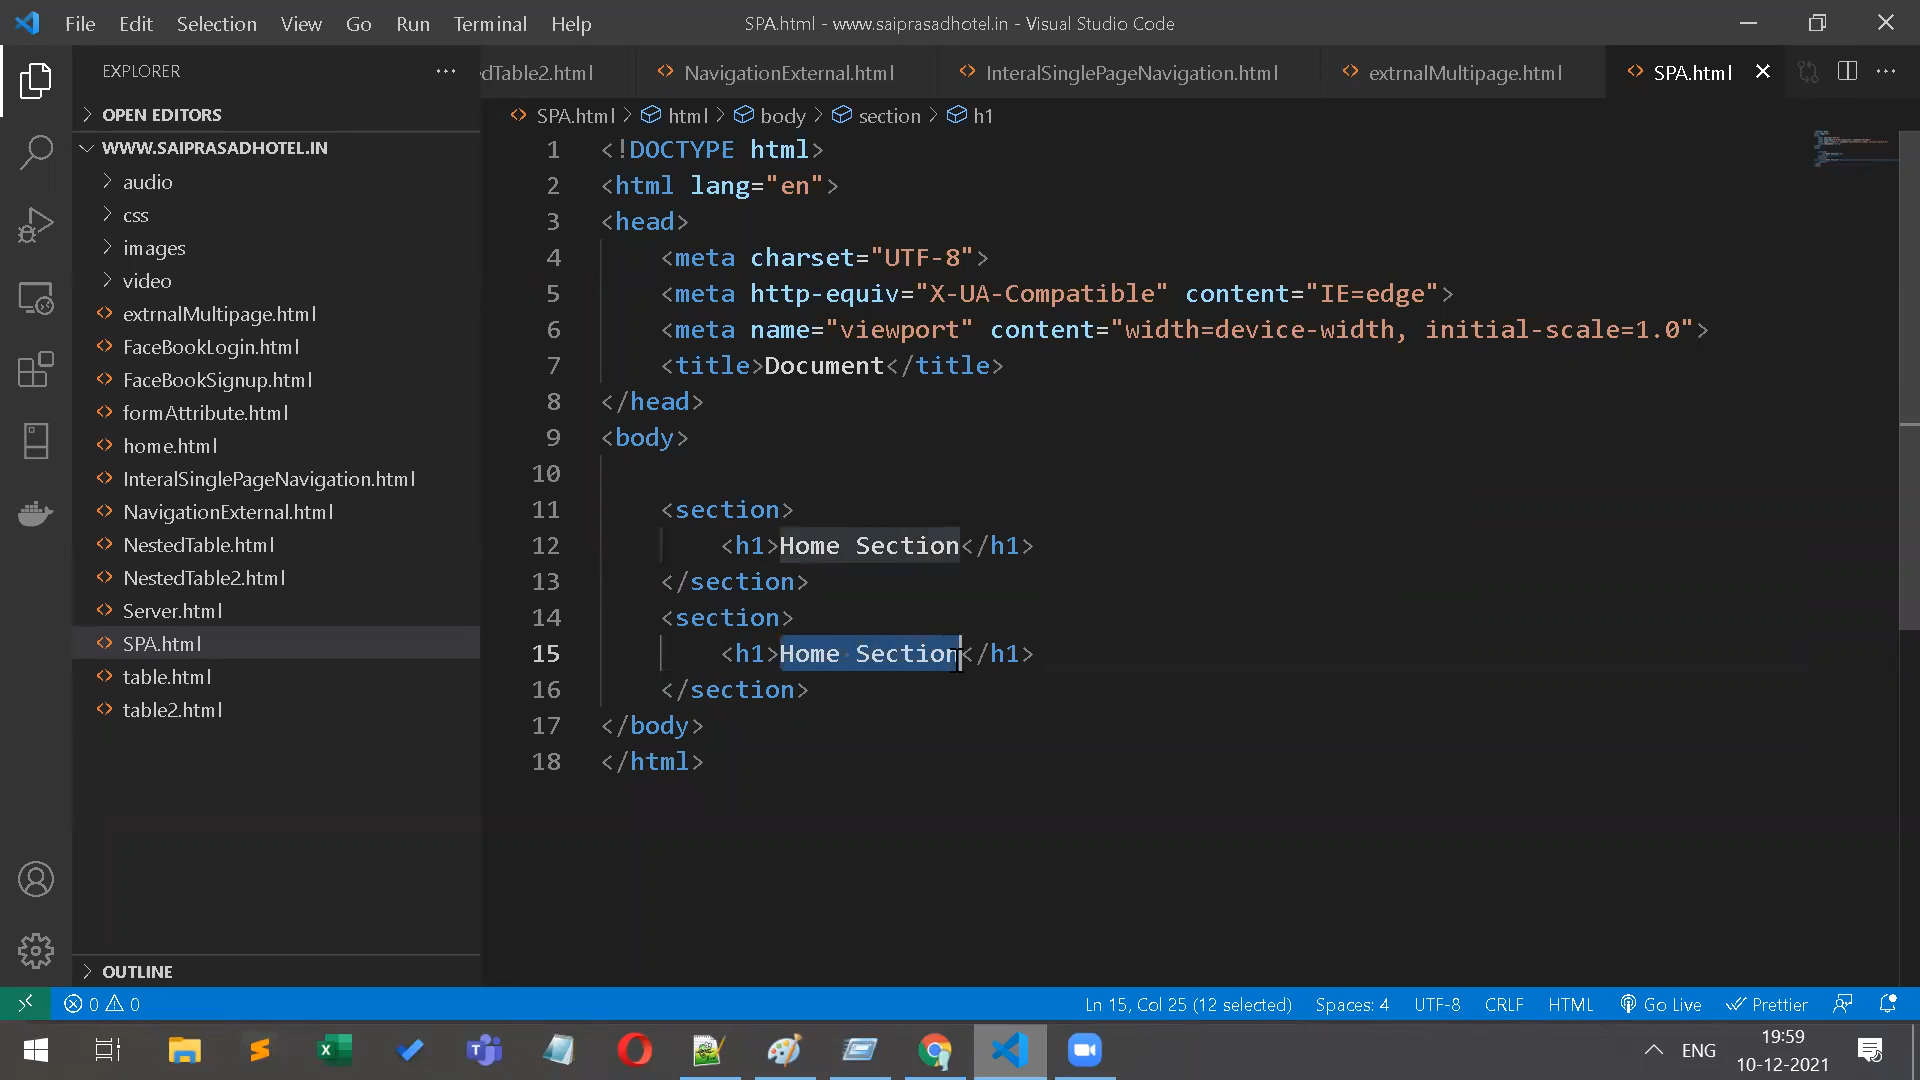 File Edit Selection View Go Run Terminal Help
SPA.html - www.saiprasadhotel.in - Visual Studio Code
EXPLORER
dTable2.html
NavigationExternal.html
InteralSinglePageNavigation.html
extrnalMultipage.html
SPA.html
OPEN EDITORS
WWW.SAIPRASADHOTEL.IN
audio
css
images
video
extrnalMultipage.html
FaceBookLogin.html
FaceBookSignup.html
formAttribute.html
home.html
InteralSinglePageNavigation.html
NavigationExternal.html
NestedTable.html
NestedTable2.html
Server.html
SPA.html
table.html
table2.html
OUTLINE
SPA.html > html > body > section > h1
1 <!DOCTYPE html>
2 <html lang="en">
3 <head>
4 <meta charset="UTF-8">
5 <meta http-equiv="X-UA-Compatible" content="IE=edge">
6 <meta name="viewport" content="width=device-width, initial-scale=1.0">
7 <title>Document</title>
8 </head>
9 <body>
10
11 <section>
12 <h1>Home Section</h1>
13 </section>
14 <section>
15 <h1>Home Section</h1>
16 </section>
17 </body>
18 </html>
0 0
Ln 15, Col 25 (12 selected) Spaces: 4 UTF-8 CRLF HTML Go Live Prettier
ENG
19:59
10-12-2021